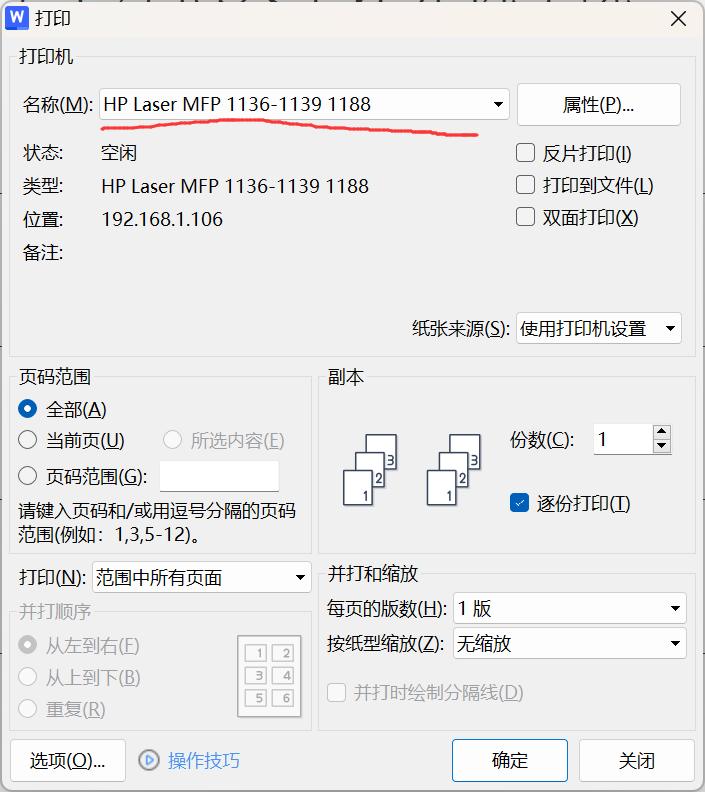 W 打印
打印机
名称(M): HP Laser MFP 1136-1139 1188 属性(P)...
状态: 空闲 反片打印(I)
类型: HP Laser MFP 1136-1139 1188 打印到文件(L)
位置: 192.168.1.106 双面打印(X)
备注:
纸张来源(S): 使用打印机设置
页码范围
全部(A)
当前页(U) 所选内容(E)
页码范围(G):
请键入页码和/或用逗号分隔的页码
范围(例如：1,3,5-12)。
副本
份数(C): 1
3 3
2 2
1 1
逐份打印(T)
打印(N): 范围中所有页面
并打顺序
从左到右(F)
从上到下(B)
重复(R)
1 2
3 4
5 6
并打和缩放
每页的版数(H): 1 版
按纸型缩放(Z): 无缩放
并打时绘制分隔线(D)
选项(O)... 操作技巧 确定 关闭